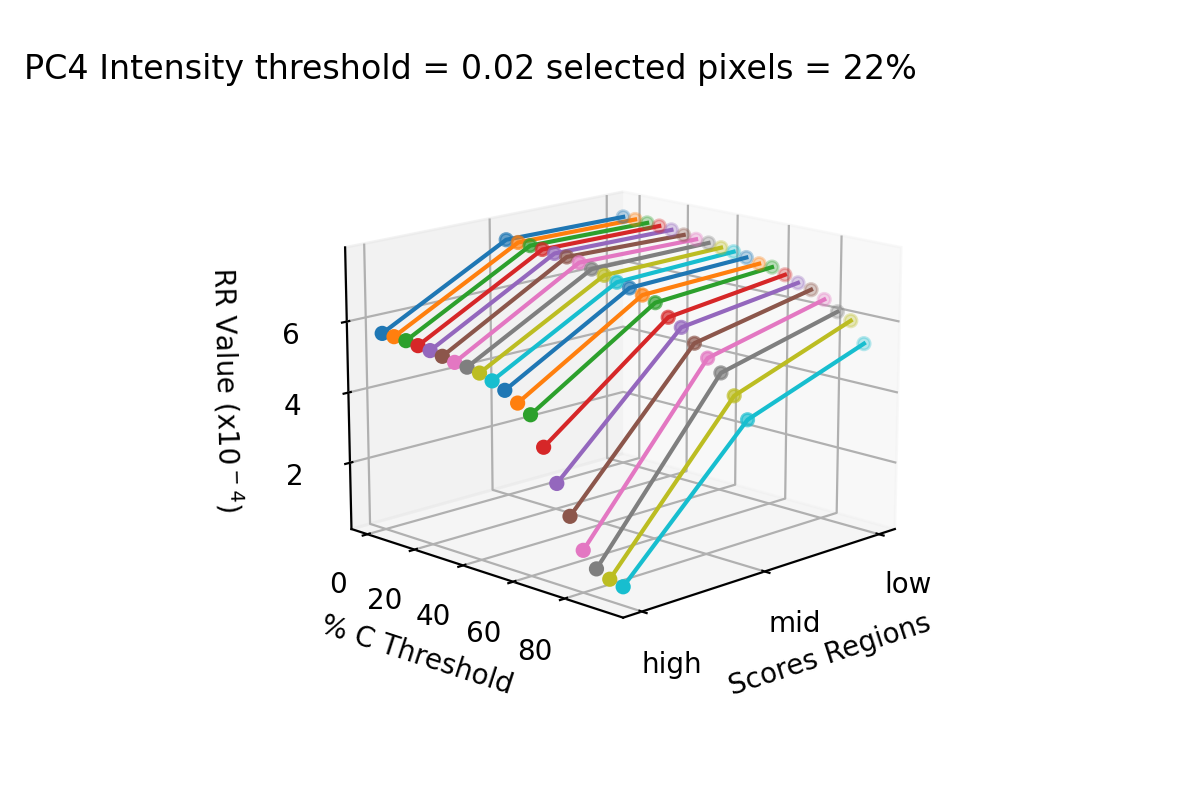 PC4 Intensity threshold = 0.02 selected pixels = 22%
RR Value (x10⁻⁴)
6
4
2
0
20
40
60
80
% C Threshold
high
mid
low
Scores Regions